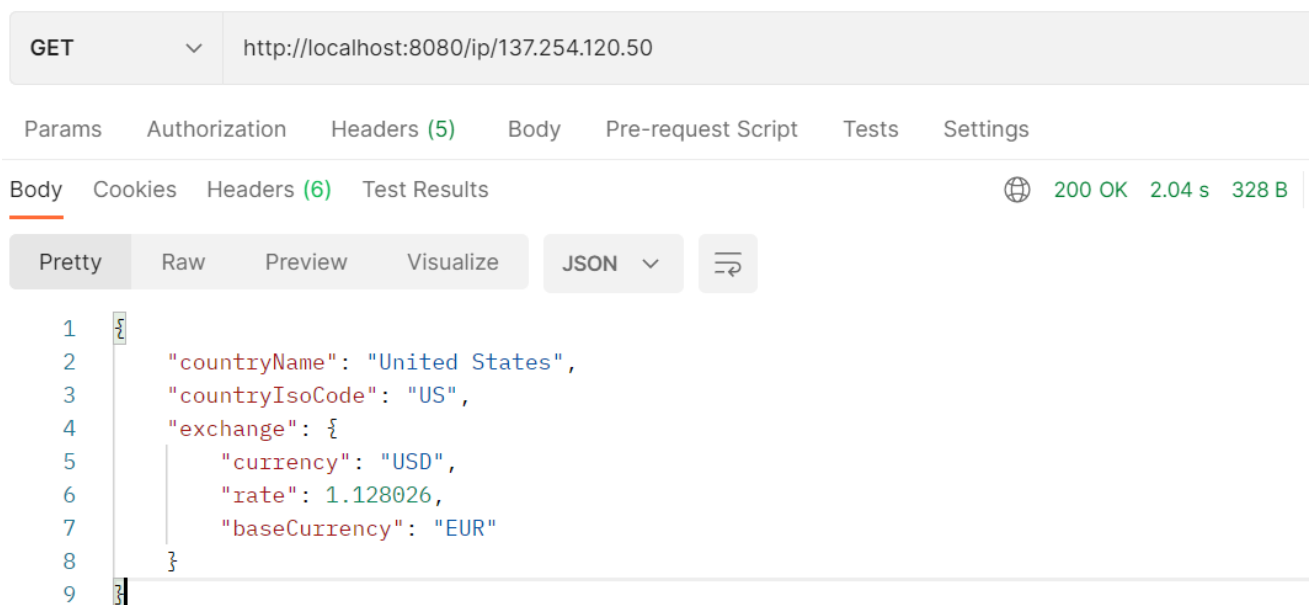 GET http://localhost:8080/ip/137.254.120.50
Params Authorization Headers (5) Body Pre-request Script Tests Settings
Body Cookies Headers (6) Test Results 200 OK 2.04 s 328 B
Pretty Raw Preview Visualize JSON
1 {
2 "countryName": "United States",
3 "countryIsoCode": "US",
4 "exchange": {
5 "currency": "USD",
6 "rate": 1.128026,
7 "baseCurrency": "EUR"
8 }
9 }